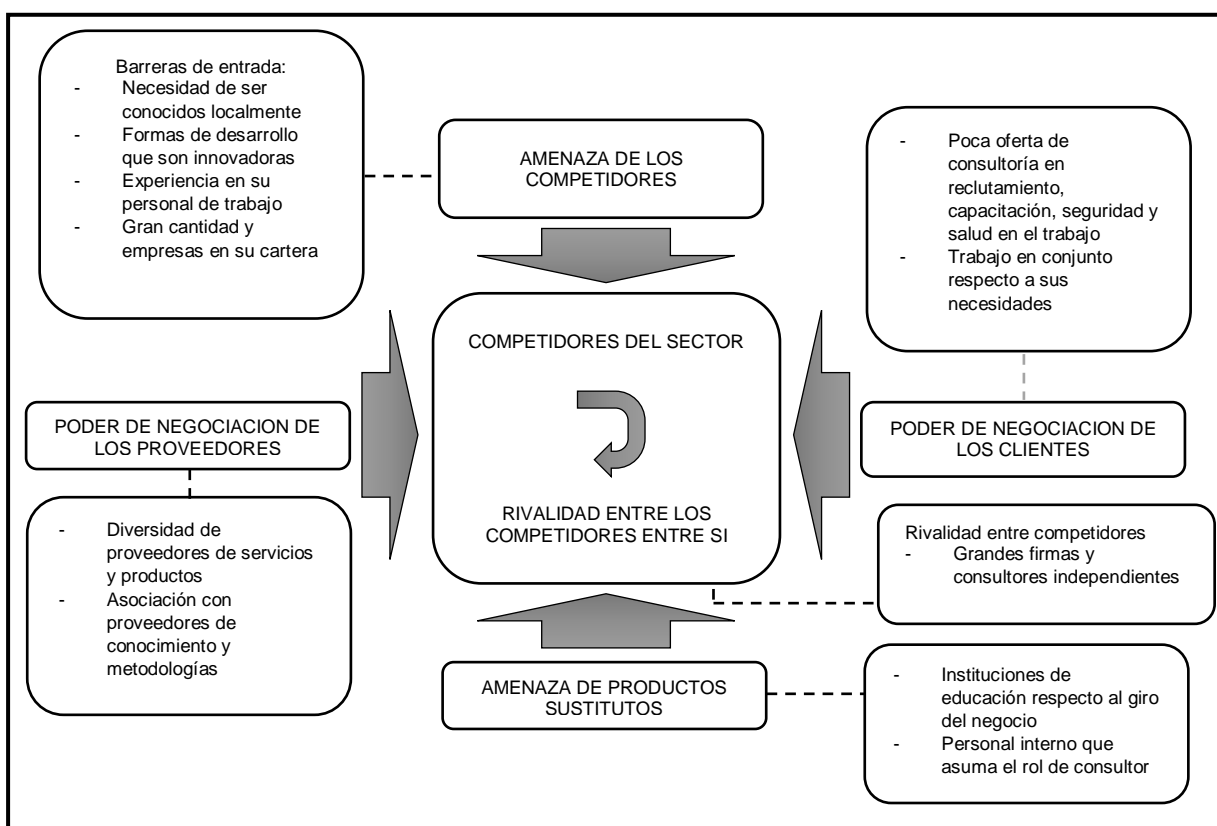 Barreras de entrada:
- Necesidad de ser
conocidos localmente
- Formas de desarrollo
que son innovadoras
- Experiencia en su
personal de trabajo
- Gran cantidad y
empresas en su cartera
AMENAZA DE LOS
COMPETIDORES
- Poca oferta de
consultoría en
reclutamiento,
capacitación, seguridad y
salud en el trabajo
- Trabajo en conjunto
respecto a sus
necesidades
COMPETIDORES DEL SECTOR
RIVALIDAD ENTRE LOS
COMPETIDORES ENTRE SI
PODER DE NEGOCIACION DE
LOS PROVEEDORES
PODER DE NEGOCIACION DE
LOS CLIENTES
- Diversidad de
proveedores de servicios
y productos
- Asociación con
proveedores de
conocimiento y
metodologías
Rivalidad entre competidores
- Grandes firmas y
consultores independientes
AMENAZA DE PRODUCTOS
SUSTITUTOS
- Instituciones de
educación respecto al giro
del negocio
- Personal interno que
asuma el rol de consultor